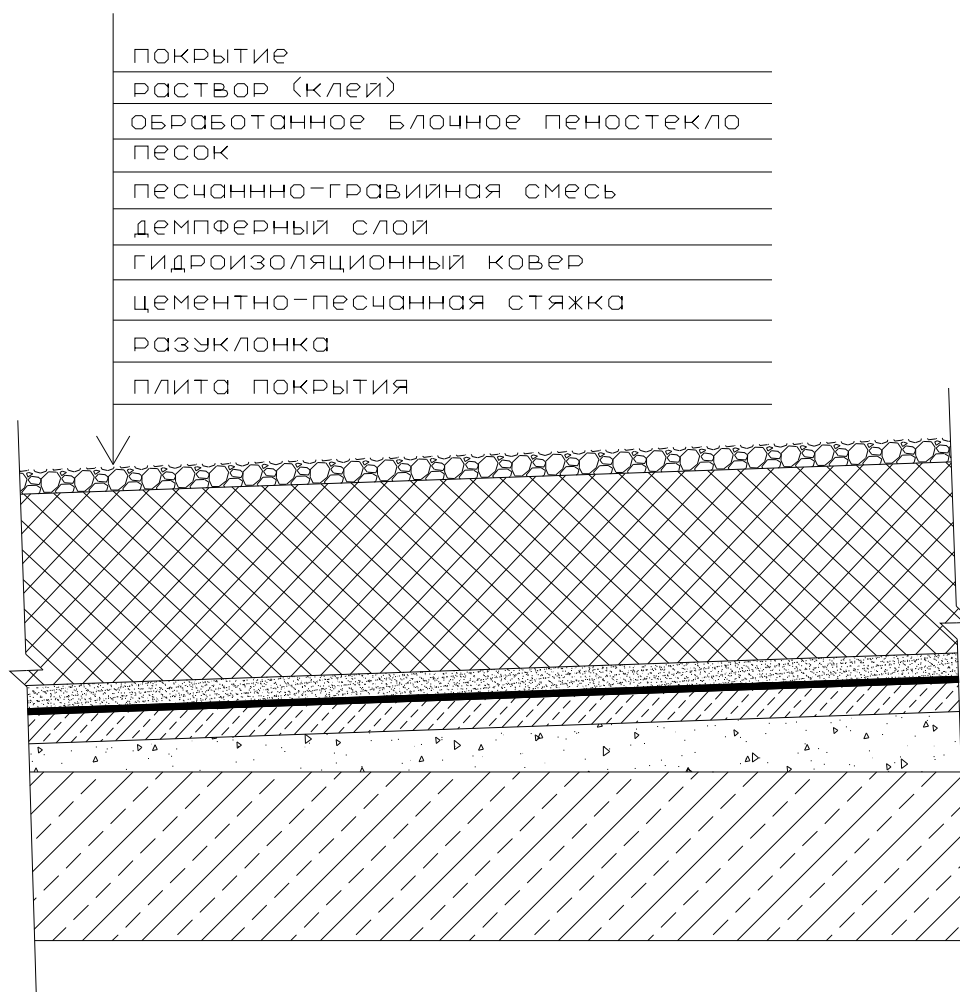 покрытие
раствор (клей)
обработанное блочное пеностекло
песок
песчаннно-гравийная смесь
демпферный слой
гидроизоляционный ковер
цементно-песчанная стяжка
разуклонка
плита покрытия